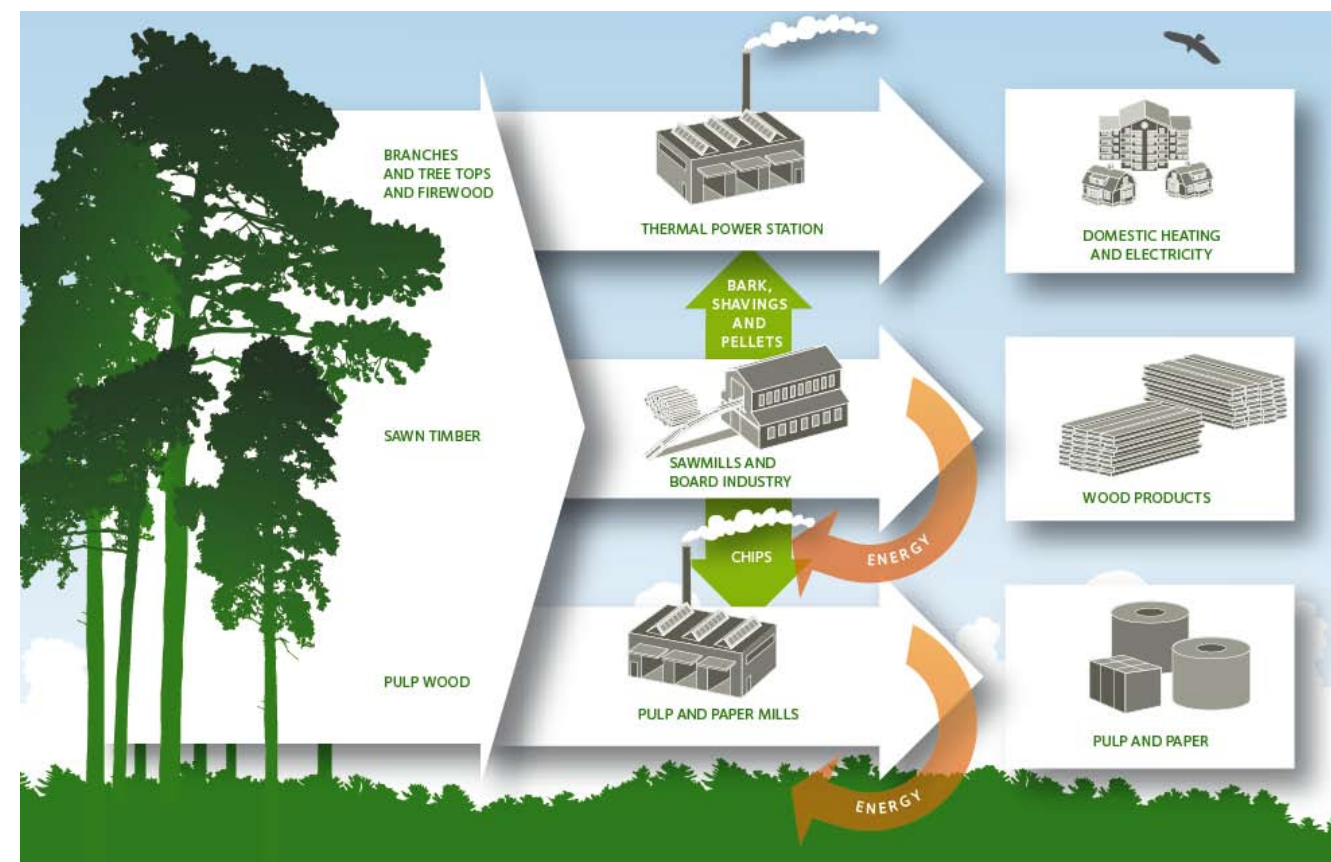 BRANCHES
AND TREE TOPS
AND FIREWOOD
THERMAL POWER STATION
DOMESTIC HEATING
AND ELECTRICITY
BARK,
SHAVINGS
AND
PELLETS
SAWN TIMBER
SAWMILLS AND
BOARD INDUSTRY
WOOD PRODUCTS
ENERGY
CHIPS
PULP WOOD
PULP AND PAPER MILLS
PULP AND PAPER
ENERGY